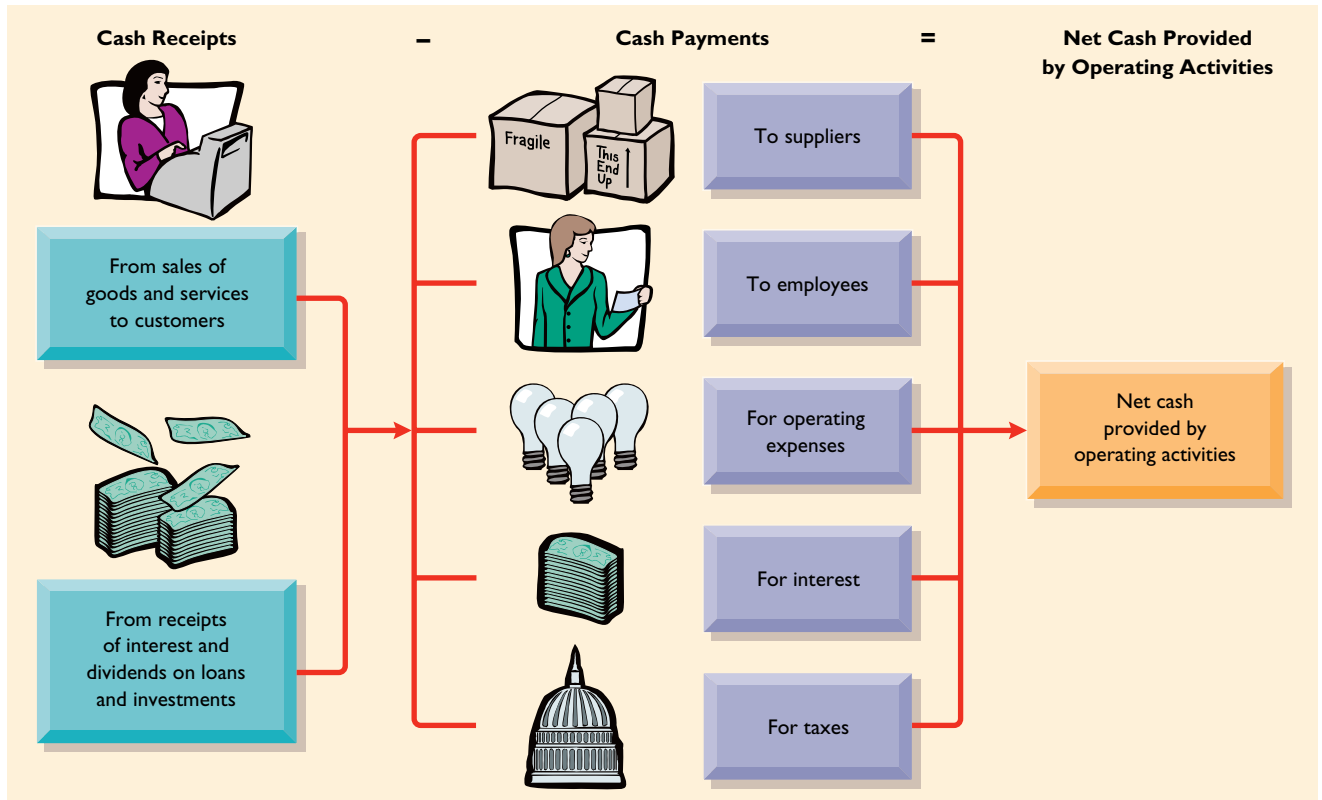 Cash Receipts
–
Cash Payments
=
Net Cash Provided
by Operating Activities
From sales of
goods and services
to customers
From receipts
of interest and
dividends on loans
and investments
Fragile
This
End
Up
To suppliers
To employees
For operating
expenses
For interest
For taxes
Net cash
provided by
operating activities